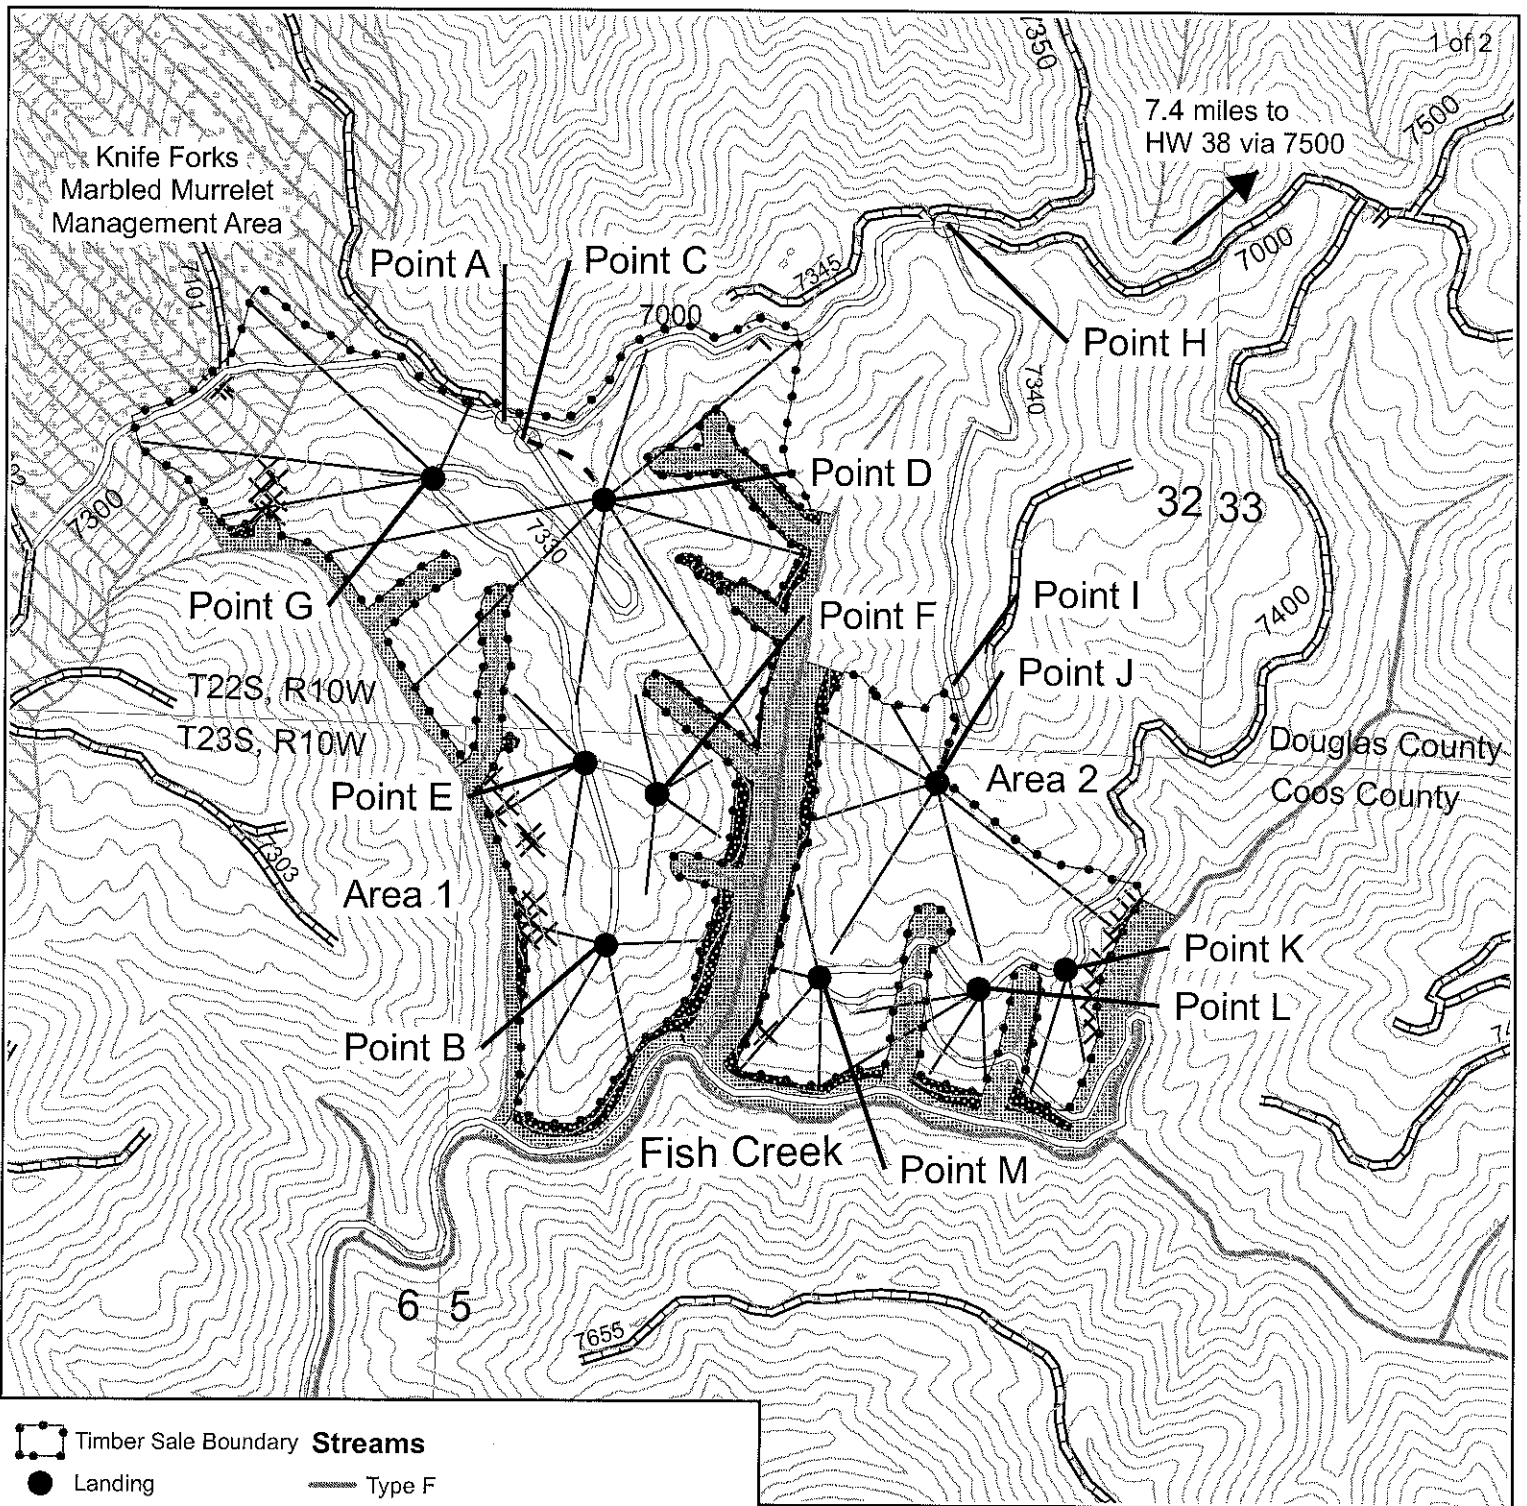 1 of 2
7350
7.4 miles to
HW 38 via 7500
7500
Knife Forks
Marbled Murrelet
Management Area
7401
Point A
Point C
7345
7000
7000
Point H
7340
Point D
32 33
7300
7330
Point G
Point F
Point I
7400
Point J
T22S, R10W
T23S, R10W
Douglas County
Coos County
Point E
Area 2
7303
Area 1
Point K
Point L
Point B
Fish Creek
Point M
6 5
7655
Timber Sale Boundary
Streams
Landing
Type F